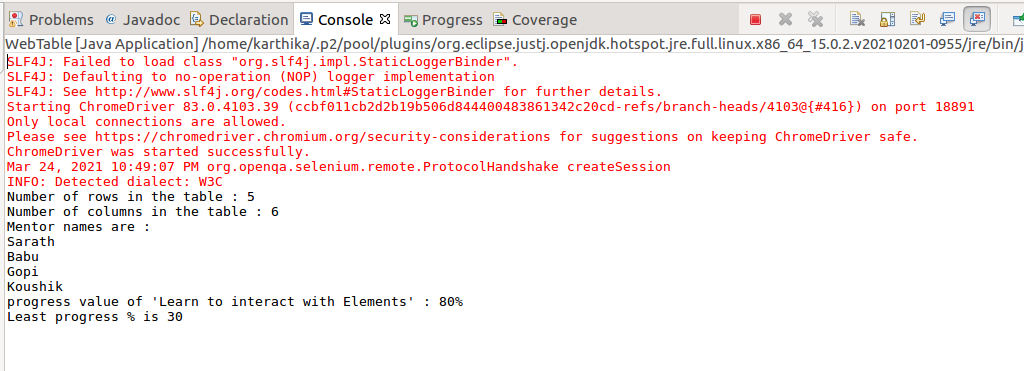 Problems @ Javadoc Declaration Console Progress Coverage
WebTable [Java Application] /home/karthika/.p2/pool/plugins/org.eclipse.justj.openjdk.hotspot.jre.full.linux.x86_64_15.0.2.v20210201-0955/jre/bin/j
SLF4J: Failed to load class "org.slf4j.impl.StaticLoggerBinder".
SLF4J: Defaulting to no-operation (NOP) logger implementation
SLF4J: See http://www.slf4j.org/codes.html#StaticLoggerBinder for further details.
Starting ChromeDriver 83.0.4103.39 (ccbf011cb2d2b19b506d844400483861342c20cd-refs/branch-heads/4103@{#416}) on port 18891
Only local connections are allowed.
Please see https://chromedriver.chromium.org/security-considerations for suggestions on keeping ChromeDriver safe.
ChromeDriver was started successfully.
Mar 24, 2021 10:49:07 PM org.openqa.selenium.remote.ProtocolHandshake createSession
INFO: Detected dialect: W3C
Number of rows in the table : 5
Number of columns in the table : 6
Mentor names are :
Sarath
Babu
Gopi
Koushik
progress value of 'Learn to interact with Elements' : 80%
Least progress % is 30